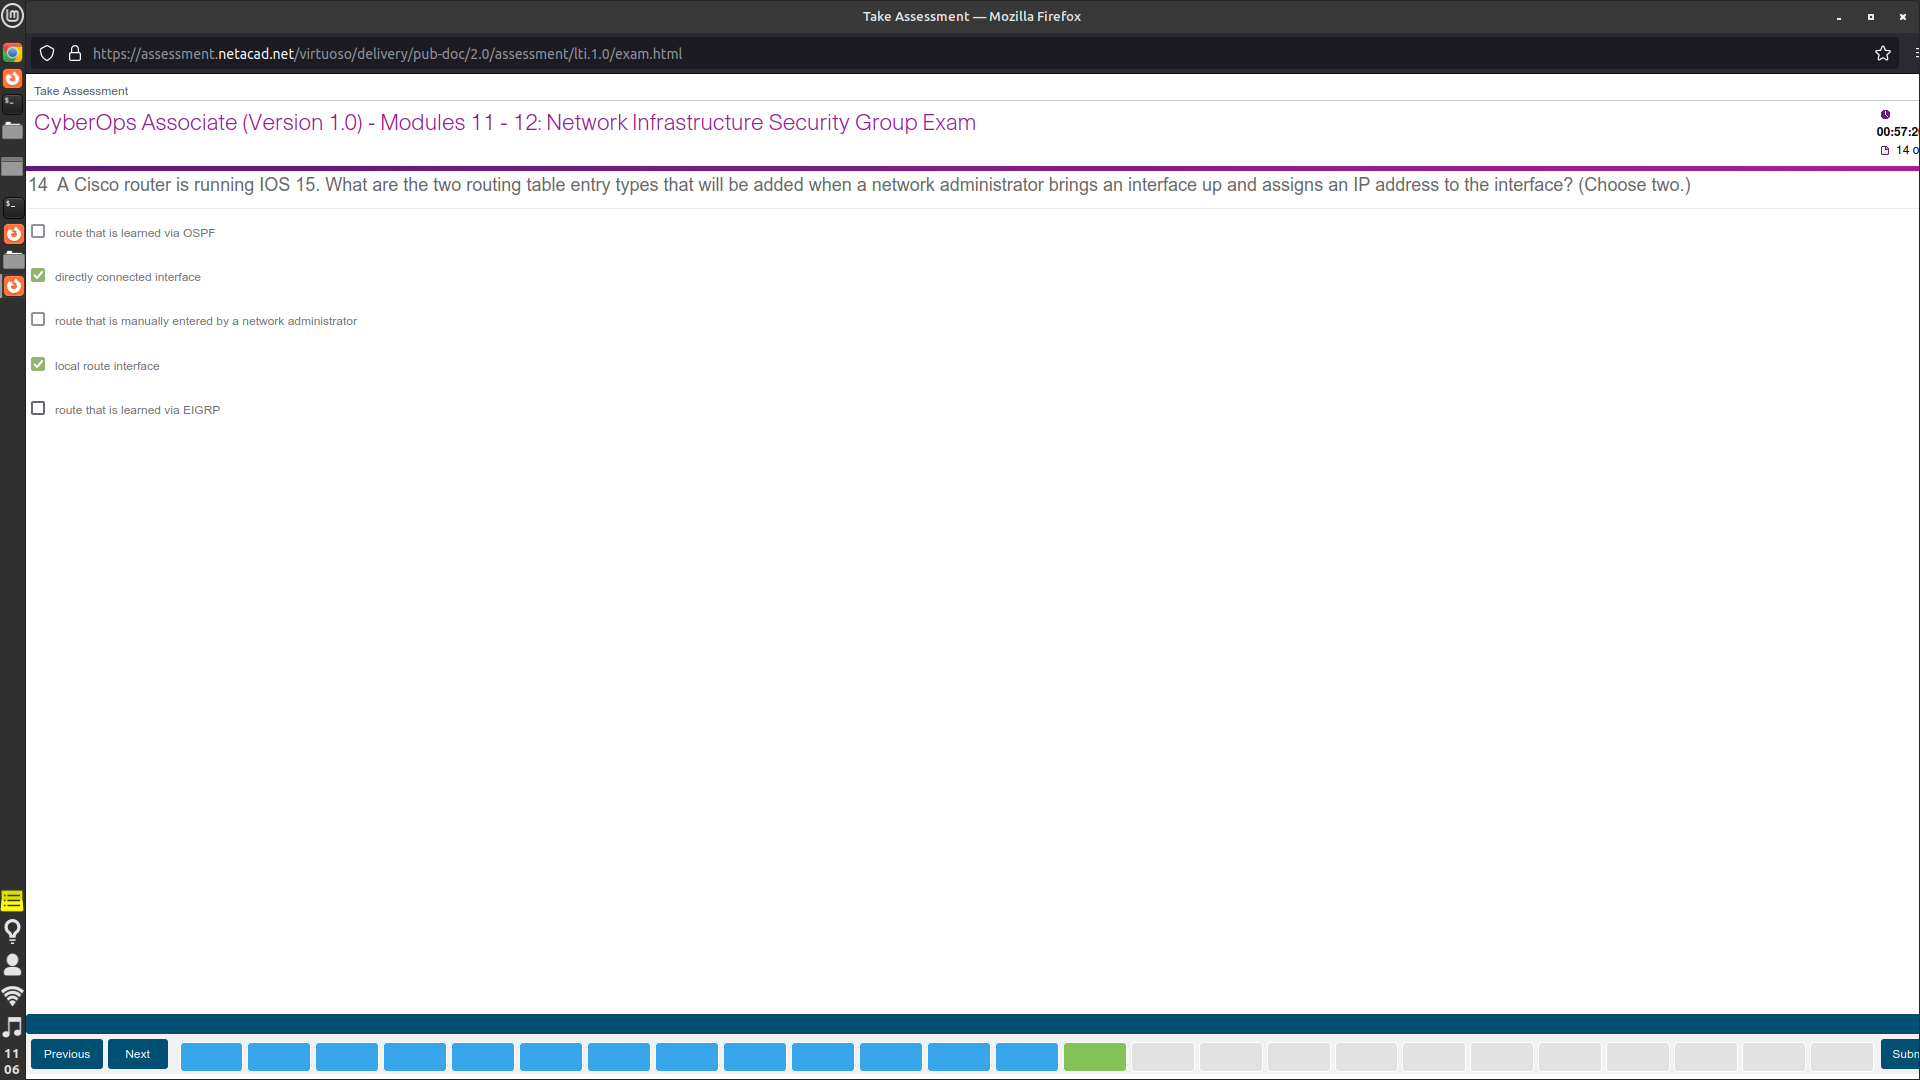 Take Assessment — Mozilla Firefox
https://assessment.netacad.net/virtuoso/delivery/pub-doc/2.0/assessment/lti.1.0/exam.html
Take Assessment
CyberOps Associate (Version 1.0) - Modules 11 - 12: Network Infrastructure Security Group Exam
00:57:2
14 o
14 A Cisco router is running IOS 15. What are the two routing table entry types that will be added when a network administrator brings an interface up and assigns an IP address to the interface? (Choose two.)
route that is learned via OSPF
directly connected interface
route that is manually entered by a network administrator
local route interface
route that is learned via EIGRP
Previous
Next
Subm
11
06